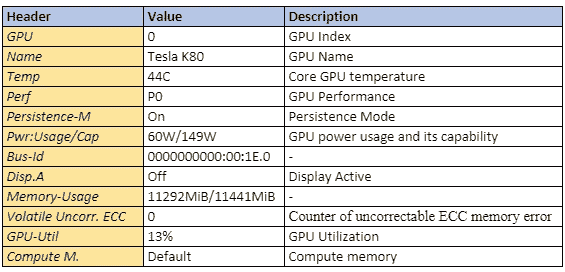 Header Value Description
GPU 0 GPU Index
Name Tesla K80 GPU Name
Temp 44C Core GPU temperature
Perf P0 GPU Performance
Persistence-M On Persistence Mode
Pwr:Usage/Cap 60W/149W GPU power usage and its capability
Bus-Id 0000000000:00:1E.0 -
Disp.A Off Display Active
Memory-Usage 11292MiB/11441MiB -
Volatile Uncorr. ECC 0 Counter of uncorrectable ECC memory error
GPU-Util 13% GPU Utilization
Compute M. Default Compute memory